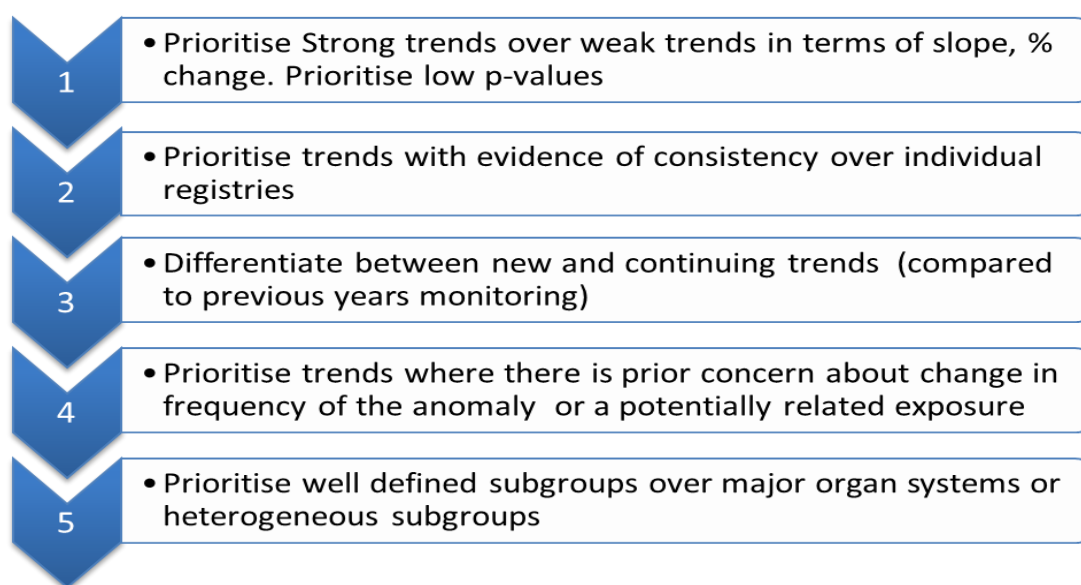 1
• Prioritise Strong trends over weak trends in terms of slope, %
change. Prioritise low p-values
2
• Prioritise trends with evidence of consistency over individual
registries
3
• Differentiate between new and continuing trends (compared
to previous years monitoring)
4
• Prioritise trends where there is prior concern about change in
frequency of the anomaly or a potentially related exposure
5
• Prioritise well defined subgroups over major organ systems or
heterogeneous subgroups